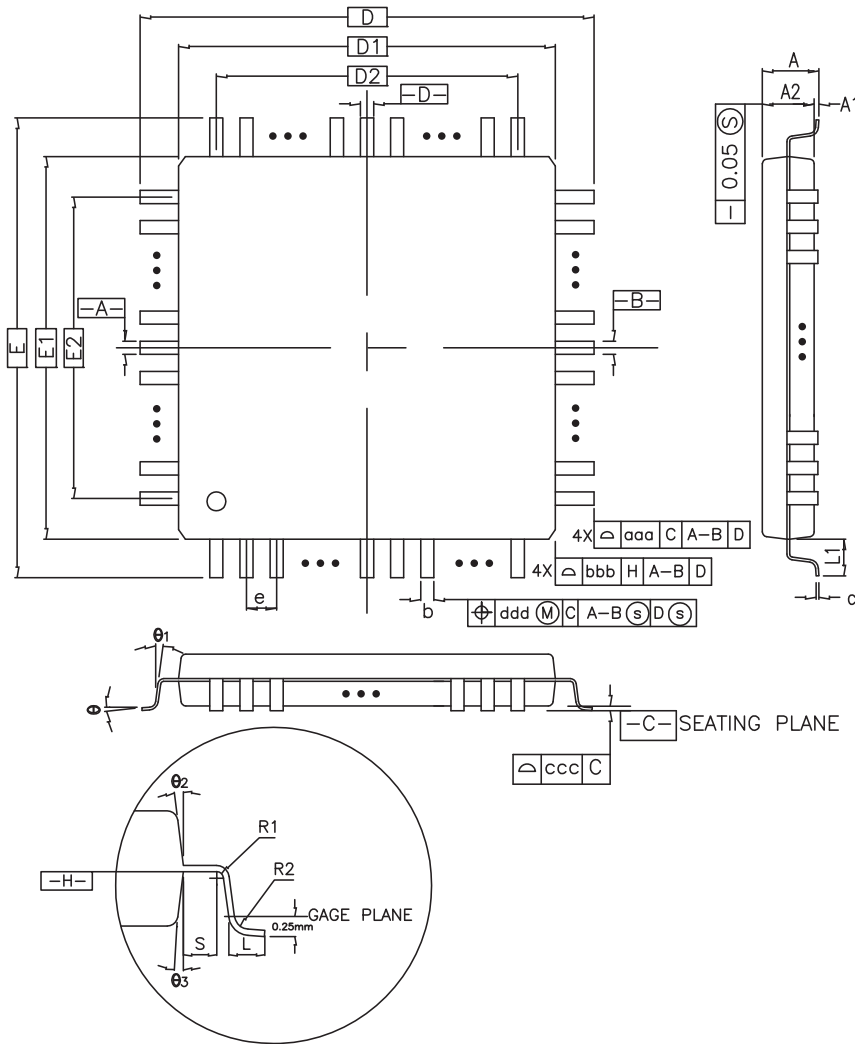 D
D1
D2
-D-
A
A2
A1
- 0.05 S
-A-
-B-
E
E1
E2
4X ⌓ aaa C A-B D
4X ⌓ bbb H A-B D
L1
e
b
c
⌖ ddd M C A-B S D S
θ1
θ
-C- SEATING PLANE
⌓ ccc C
θ2
R1
R2
-H-
GAGE PLANE
0.25mm
S
L
θ3